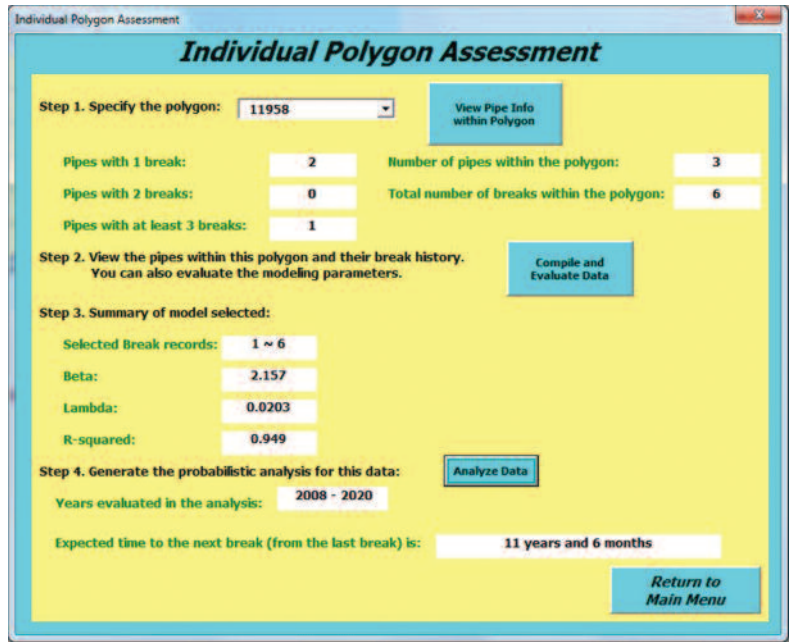 Individual Polygon Assessment
Individual Polygon Assessment
Step 1. Specify the polygon: 11958
View Pipe Info
within Polygon
Pipes with 1 break: 2 Number of pipes within the polygon: 3
Pipes with 2 breaks: 0 Total number of breaks within the polygon: 6
Pipes with at least 3 breaks: 1
Step 2. View the pipes within this polygon and their break history.
You can also evaluate the modeling parameters.
Compile and
Evaluate Data
Step 3. Summary of model selected:
Selected Break records: 1 ~ 6
Beta: 2.157
Lambda: 0.0203
R-squared: 0.949
Step 4. Generate the probabilistic analysis for this data: Analyze Data
Years evaluated in the analysis: 2008 - 2020
Expected time to the next break (from the last break) is: 11 years and 6 months
Return to
Main Menu